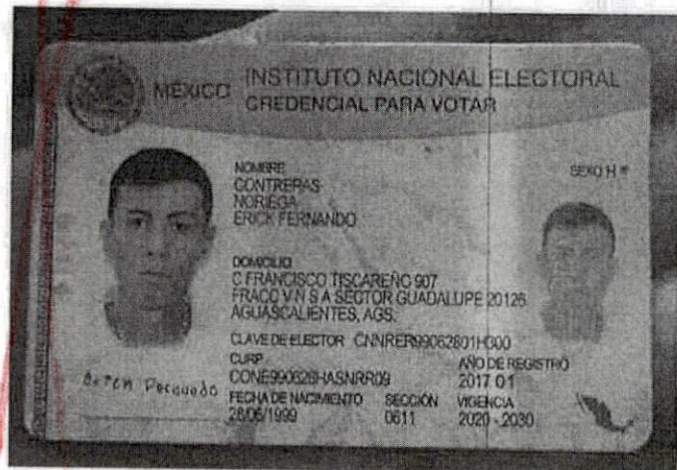 MÉXICO
INSTITUTO NACIONAL ELECTORAL
CREDENCIAL PARA VOTAR
NOMBRE
CONTRERAS
NORIEGA
ERICK FERNANDO
SEXO H
DOMICILIO
C FRANCISCO TISCAREÑO 907
FRACC V N S A SECTOR GUADALUPE 20126
AGUASCALIENTES, AGS.
CLAVE DE ELECTOR CNNRER99062801H300
CURP
CONE990628HASNRR09
AÑO DE REGISTRO
2017 01
FECHA DE NACIMIENTO
28/06/1999
SECCIÓN
0611
VIGENCIA
2020 - 2030